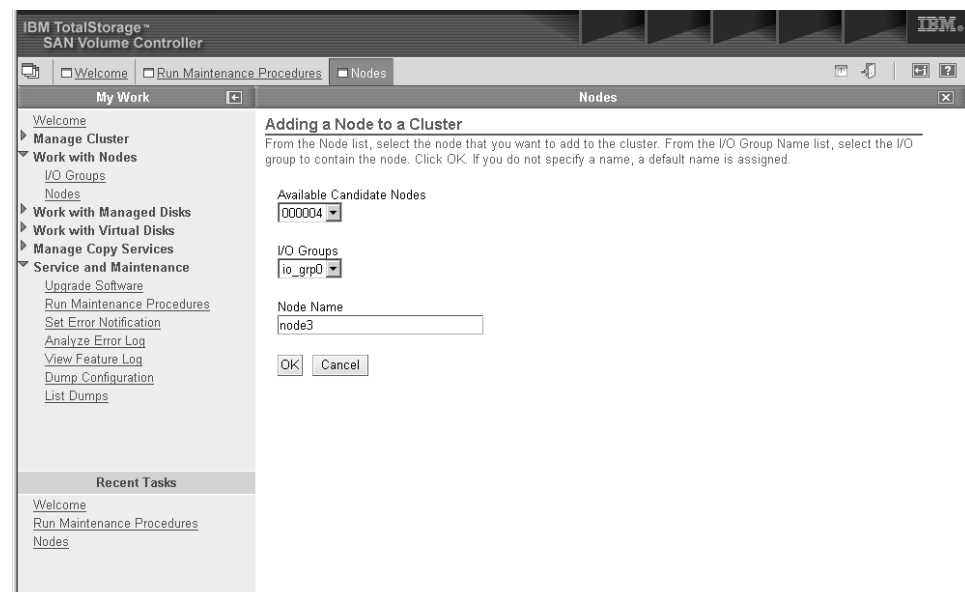 IBM TotalStorage™
SAN Volume Controller
IBM®
Welcome
Run Maintenance Procedures
Nodes
My Work
Nodes
Welcome
Manage Cluster
Work with Nodes
I/O Groups
Nodes
Work with Managed Disks
Work with Virtual Disks
Manage Copy Services
Service and Maintenance
Upgrade Software
Run Maintenance Procedures
Set Error Notification
Analyze Error Log
View Feature Log
Dump Configuration
List Dumps
Recent Tasks
Welcome
Run Maintenance Procedures
Nodes
Adding a Node to a Cluster
From the Node list, select the node that you want to add to the cluster. From the I/O Group Name list, select the I/O
group to contain the node. Click OK. If you do not specify a name, a default name is assigned.
Available Candidate Nodes
000004
I/O Groups
io_grp0
Node Name
node3
OK Cancel